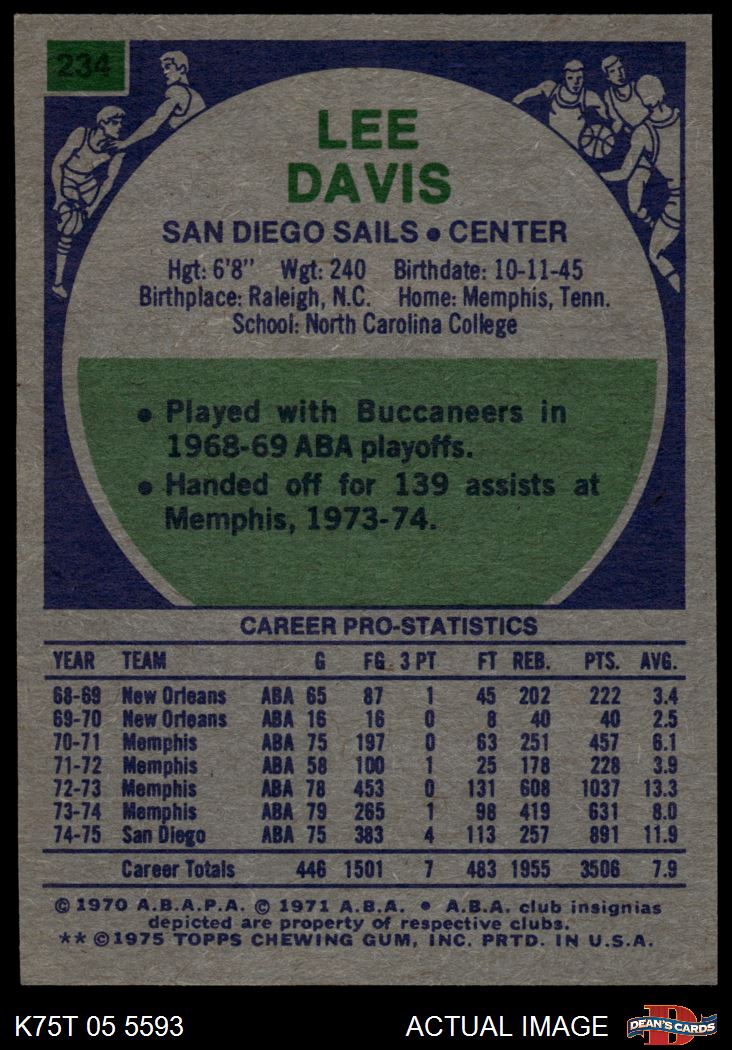 234
LEE
DAVIS
SAN DIEGO SAILS • CENTER
Hgt: 6'8" Wgt: 240 Birthdate: 10-11-45
Birthplace: Raleigh, N.C. Home: Memphis, Tenn.
School: North Carolina College
• Played with Buccaneers in
1968-69 ABA playoffs.
• Handed off for 139 assists at
Memphis, 1973-74.
CAREER PRO-STATISTICS
YEAR TEAM G FG 3 PT FT REB. PTS. AVG.
68-69 New Orleans ABA 65 87 1 45 202 222 3.4
69-70 New Orleans ABA 16 16 0 8 40 40 2.5
70-71 Memphis ABA 75 197 0 63 251 457 6.1
71-72 Memphis ABA 58 100 1 25 178 228 3.9
72-73 Memphis ABA 78 453 0 131 608 1037 13.3
73-74 Memphis ABA 79 265 1 98 419 631 8.0
74-75 San Diego ABA 75 383 4 113 257 891 11.9
Career Totals 446 1501 7 483 1955 3506 7.9
© 1970 A.B.A.P.A. © 1971 A.B.A. • A.B.A. club insignias
depicted are property of respective clubs.
** © 1975 TOPPS CHEWING GUM, INC. PRTD. IN U.S.A.
K75T 05 5593 ACTUAL IMAGE DEAN'S CARDS